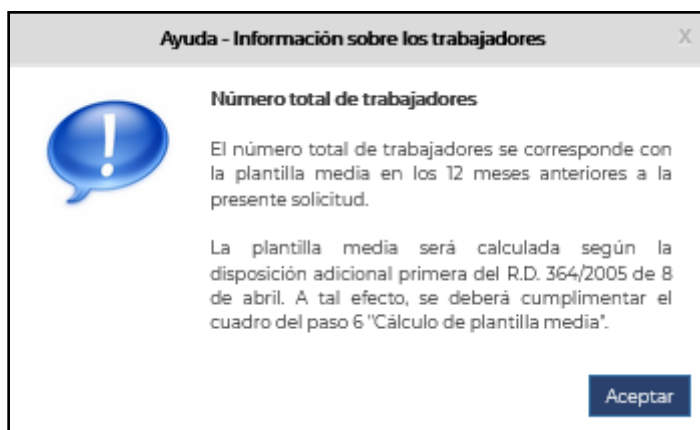 Ayuda - Información sobre los trabajadores
X
Número total de trabajadores
El número total de trabajadores se corresponde con
la plantilla media en los 12 meses anteriores a la
presente solicitud.
La plantilla media será calculada según la
disposición adicional primera del R.D. 364/2005 de 8
de abril. A tal efecto, se deberá cumplimentar el
cuadro del paso 6 "Cálculo de plantilla media".
Aceptar